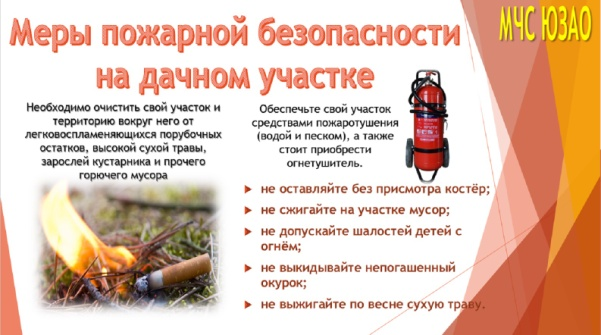 МЧС ЮЗАО
Меры пожарной безопасности
на дачном участке
Необходимо очистить свой участок и
территорию вокруг него от
легковоспламеняющихся порубочных
остатков, высокой сухой травы,
зарослей кустарника и прочего
горючего мусора
Обеспечьте свой участок
средствами пожаротушения
(водой и песком), а также
стоит приобрести
огнетушитель.
не оставляйте без присмотра костёр;
не сжигайте на участке мусор;
не допускайте шалостей детей с
огнём;
не выкидывайте непогашенный
окурок;
не выжигайте по весне сухую траву.